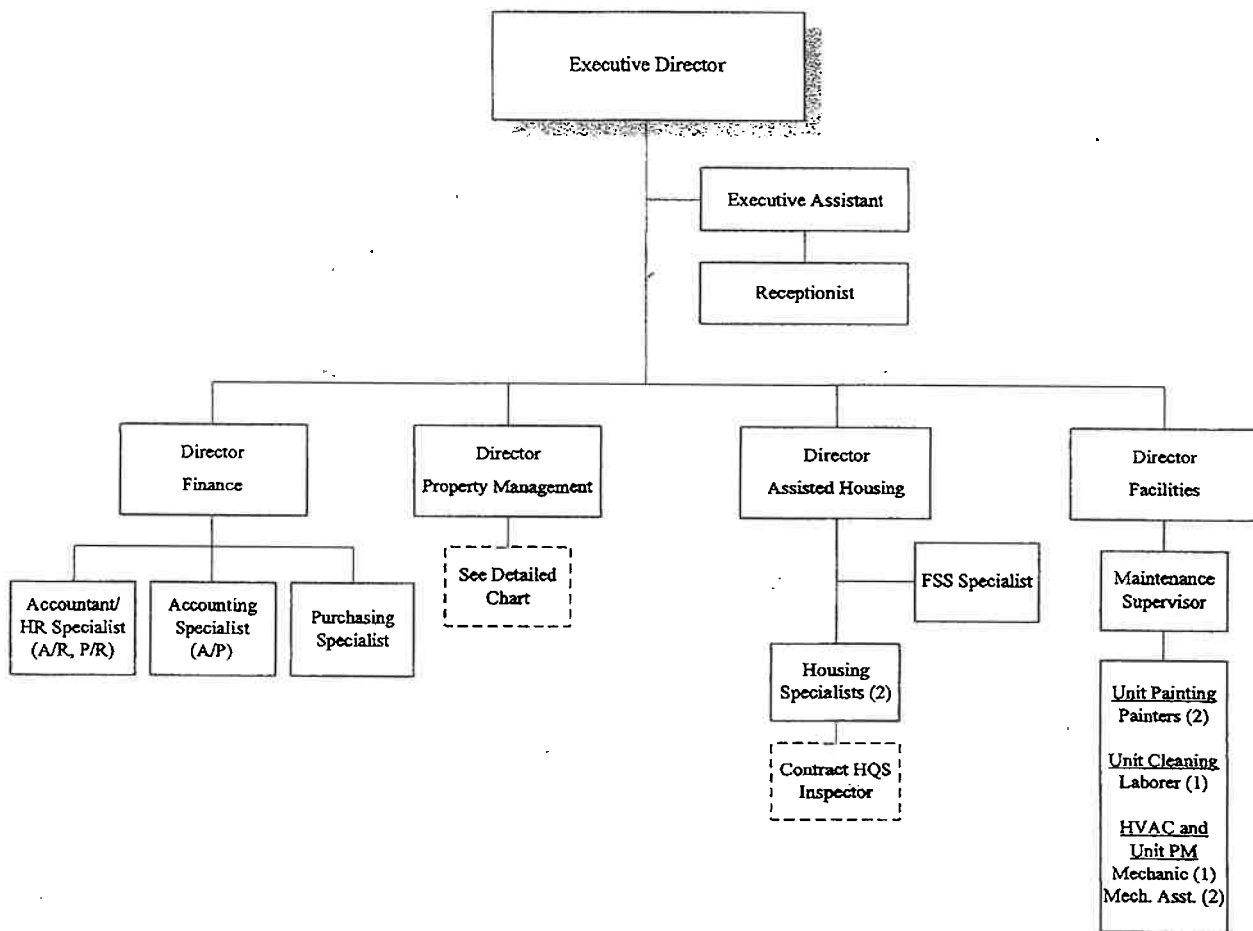 Executive Director
Executive Assistant
Receptionist
Director
Finance
Director
Property Management
Director
Assisted Housing
Director
Facilities
Accountant/
HR Specialist
(A/R, P/R)
Accounting
Specialist
(A/P)
Purchasing
Specialist
See Detailed
Chart
FSS Specialist
Housing
Specialists (2)
Contract HQS
Inspector
Maintenance
Supervisor
Unit Painting
Painters (2)
Unit Cleaning
Laborer (1)
HVAC and
Unit PM
Mechanic (1)
Mech. Asst. (2)